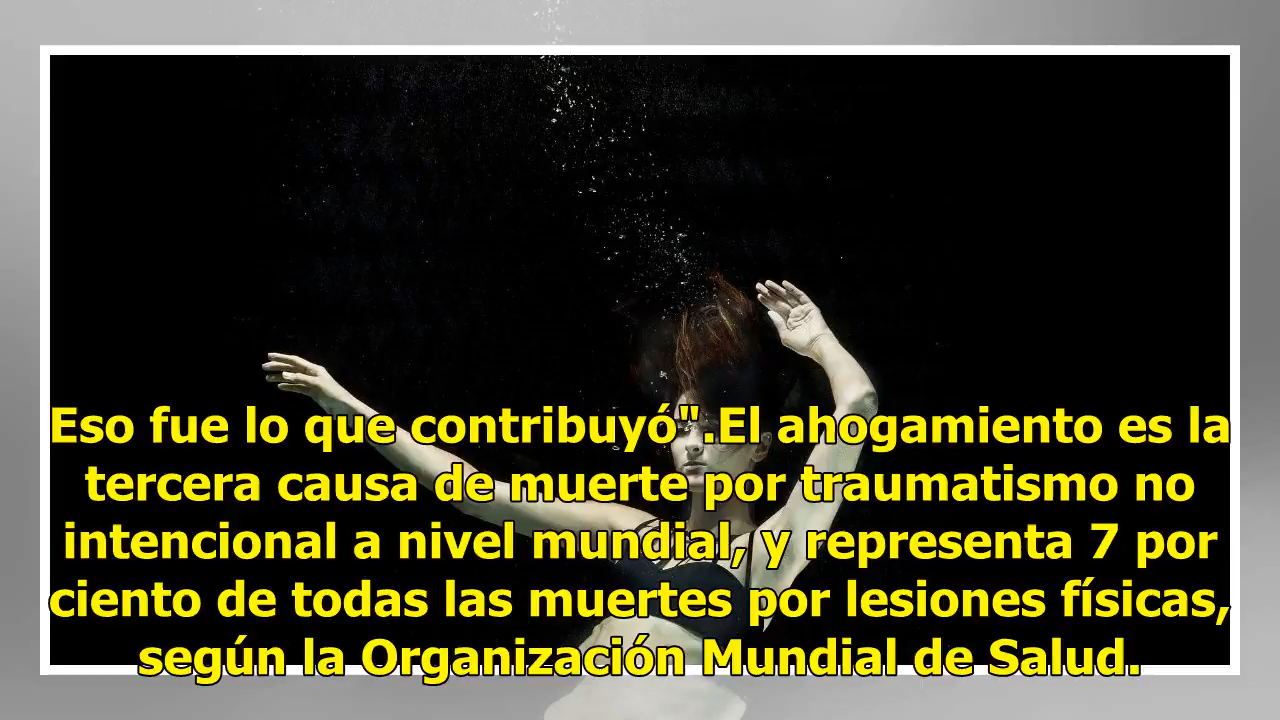 Eso fue lo que contribuyó".El ahogamiento es la
tercera causa de muerte por traumatismo no
intencional a nivel mundial, y representa 7 por
ciento de todas las muertes por lesiones físicas,
según la Organización Mundial de Salud.